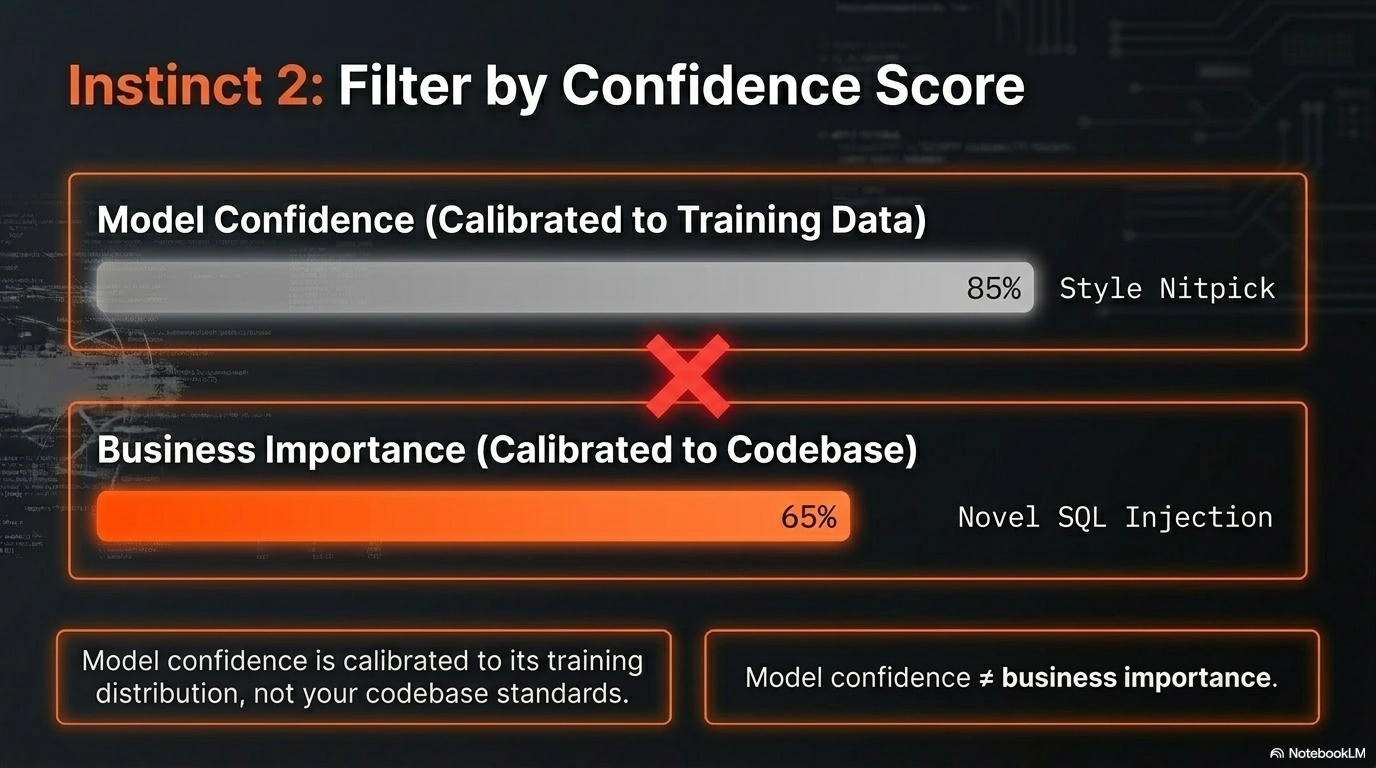 Instinct 2: Filter by Confidence Score
Model Confidence (Calibrated to Training Data)
85%
Style Nitpick
Business Importance (Calibrated to Codebase)
65%
Novel SQL Injection
Model confidence is calibrated to its training
distribution, not your codebase standards.
Model confidence ≠ business importance.
NotebookLM